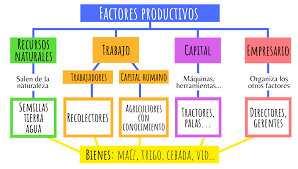 FACTORES PRODUCTIVOS
RECURSOS
NATURALES
TRABAJO
CAPITAL
EMPRESARIO
Salen de la
naturaleza
TRABAJADORES
CAPITAL HUMANO
Máquinas,
herramientas...
Organiza los
otros factores
SEMILLAS
TIERRA
AGUA
RECOLECTORES
AGRICULTORES
CON
CONOCIMIENTO
TRACTORES,
PALAS...
DIRECTORES,
GERENTES
BIENES: MAÍZ, TRIGO, CEBADA, VID...